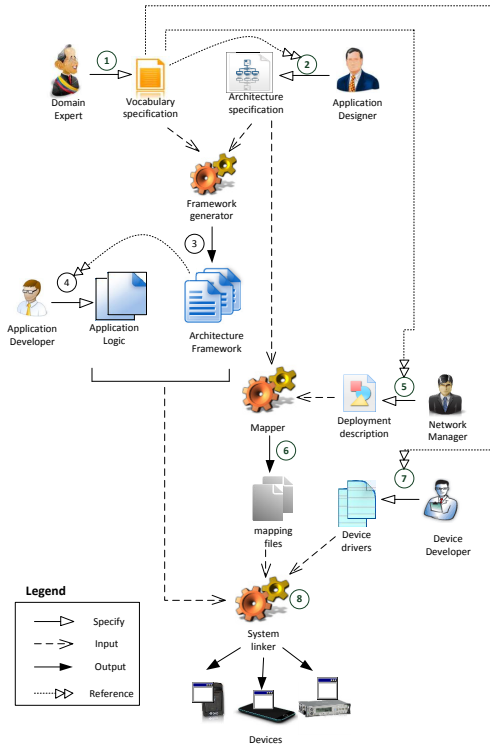 1
2
Domain
Expert
Vocabulary
specification
Architecture
specification
Application
Designer
Framework
generator
3
4
Application
Developer
Application
Logic
Architecture
Framework
5
Mapper
Deployment
description
Network
Manager
6
7
mapping
files
Device
drivers
Device
Developer
Legend
Specify
Input
Output
Reference
8
System
linker
Devices